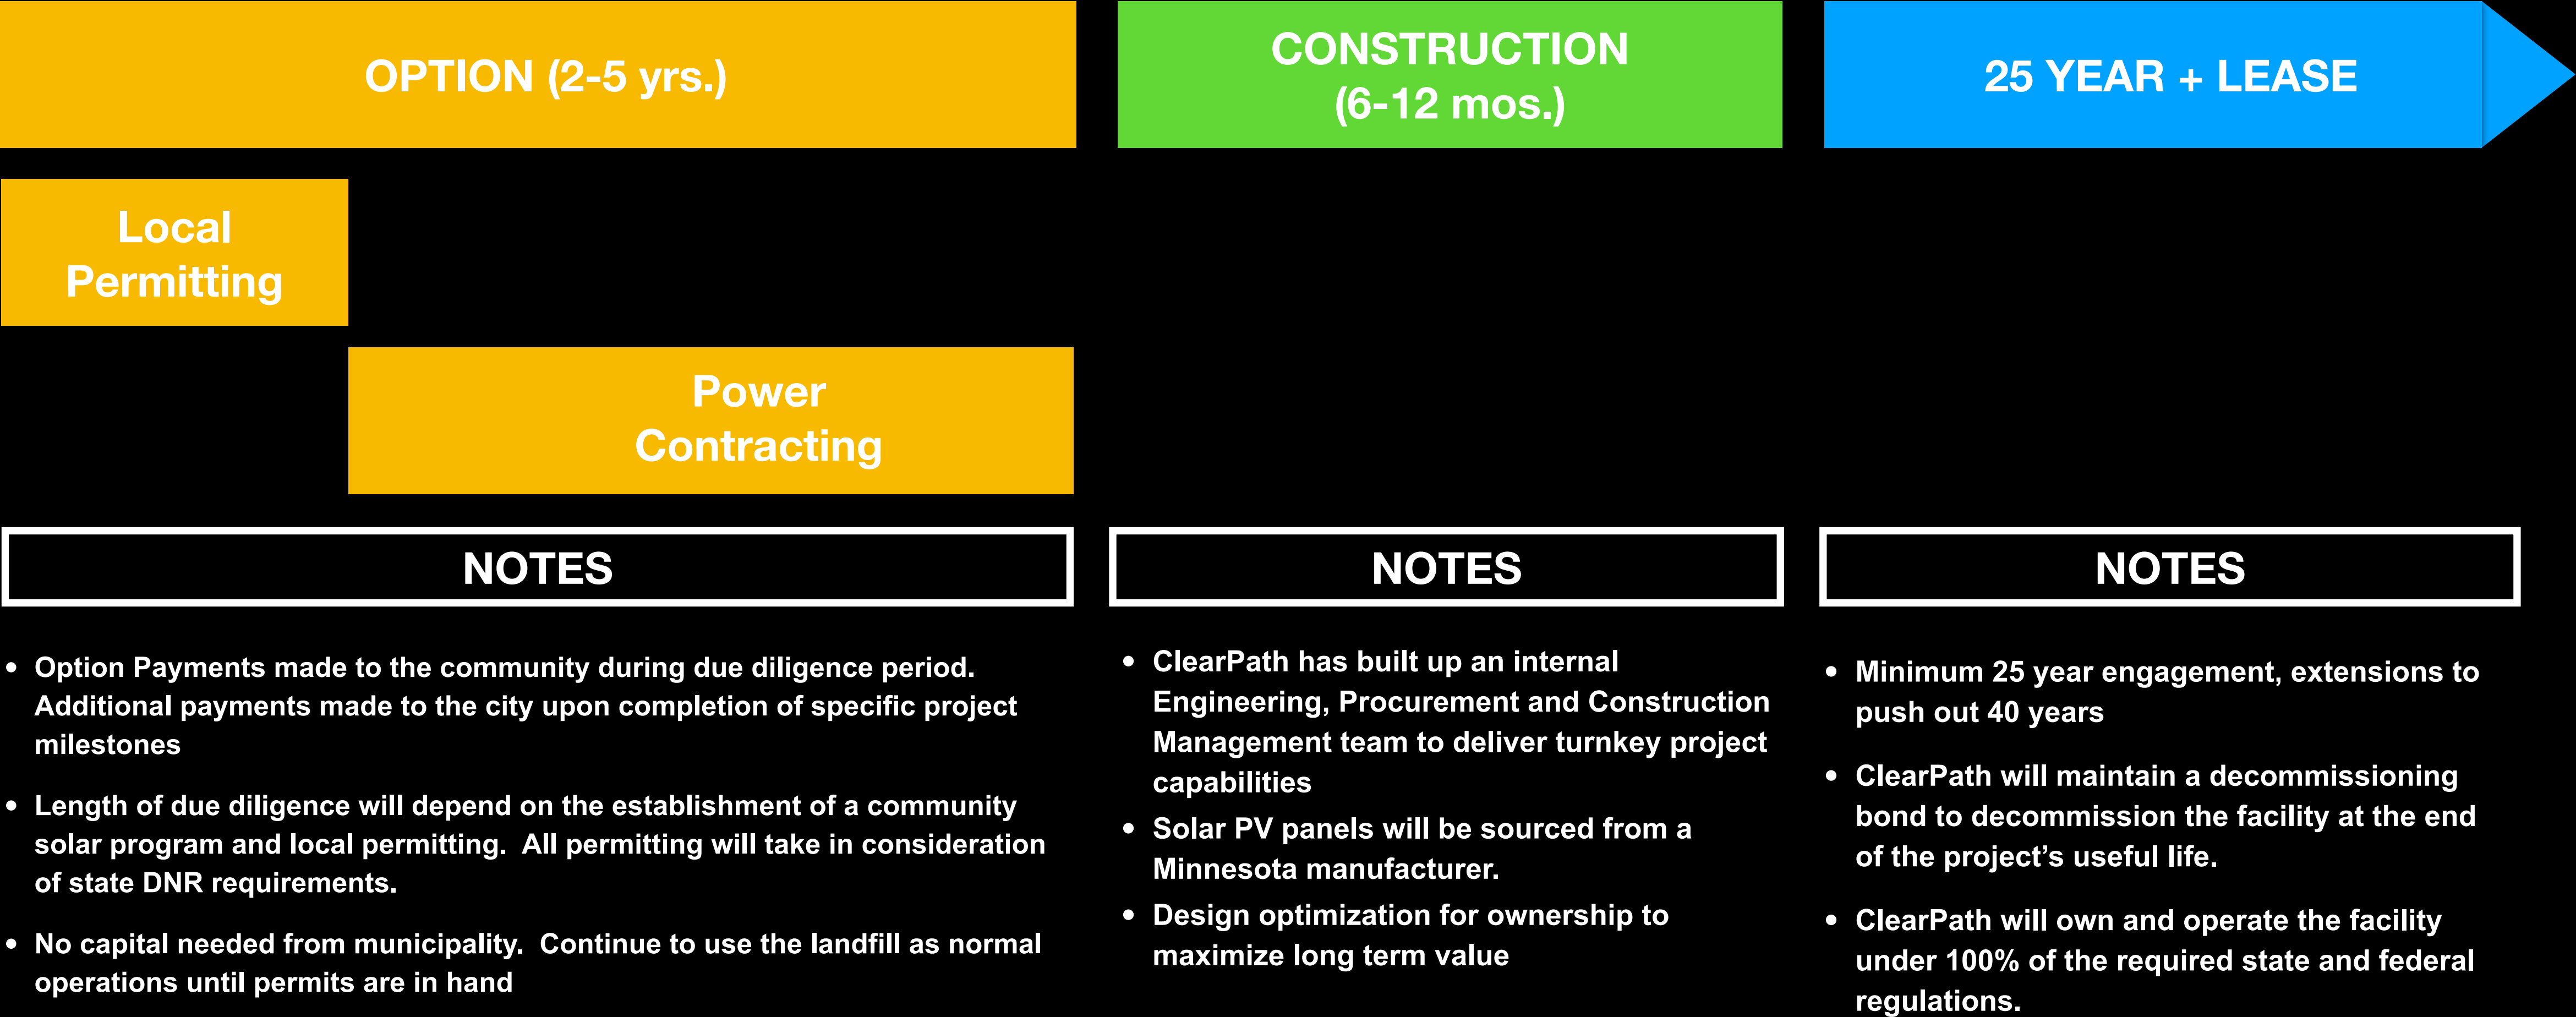 OPTION (2-5 yrs.)
CONSTRUCTION
(6-12 mos.)
25 YEAR + LEASE
Local
Permitting
Power
Contracting
NOTES
• Option Payments made to the community during due diligence period.
Additional payments made to the city upon completion of specific project
milestones
• Length of due diligence will depend on the establishment of a community
solar program and local permitting.  All permitting will take in consideration
of state DNR requirements.
• No capital needed from municipality.  Continue to use the landfill as normal
operations until permits are in hand
NOTES
• ClearPath has built up an internal
Engineering, Procurement and Construction
Management team to deliver turnkey project
capabilities
• Solar PV panels will be sourced from a
Minnesota manufacturer.
• Design optimization for ownership to
maximize long term value
NOTES
• Minimum 25 year engagement, extensions to
push out 40 years
• ClearPath will maintain a decommissioning
bond to decommission the facility at the end
of the project’s useful life.
• ClearPath will own and operate the facility
under 100% of the required state and federal
regulations.